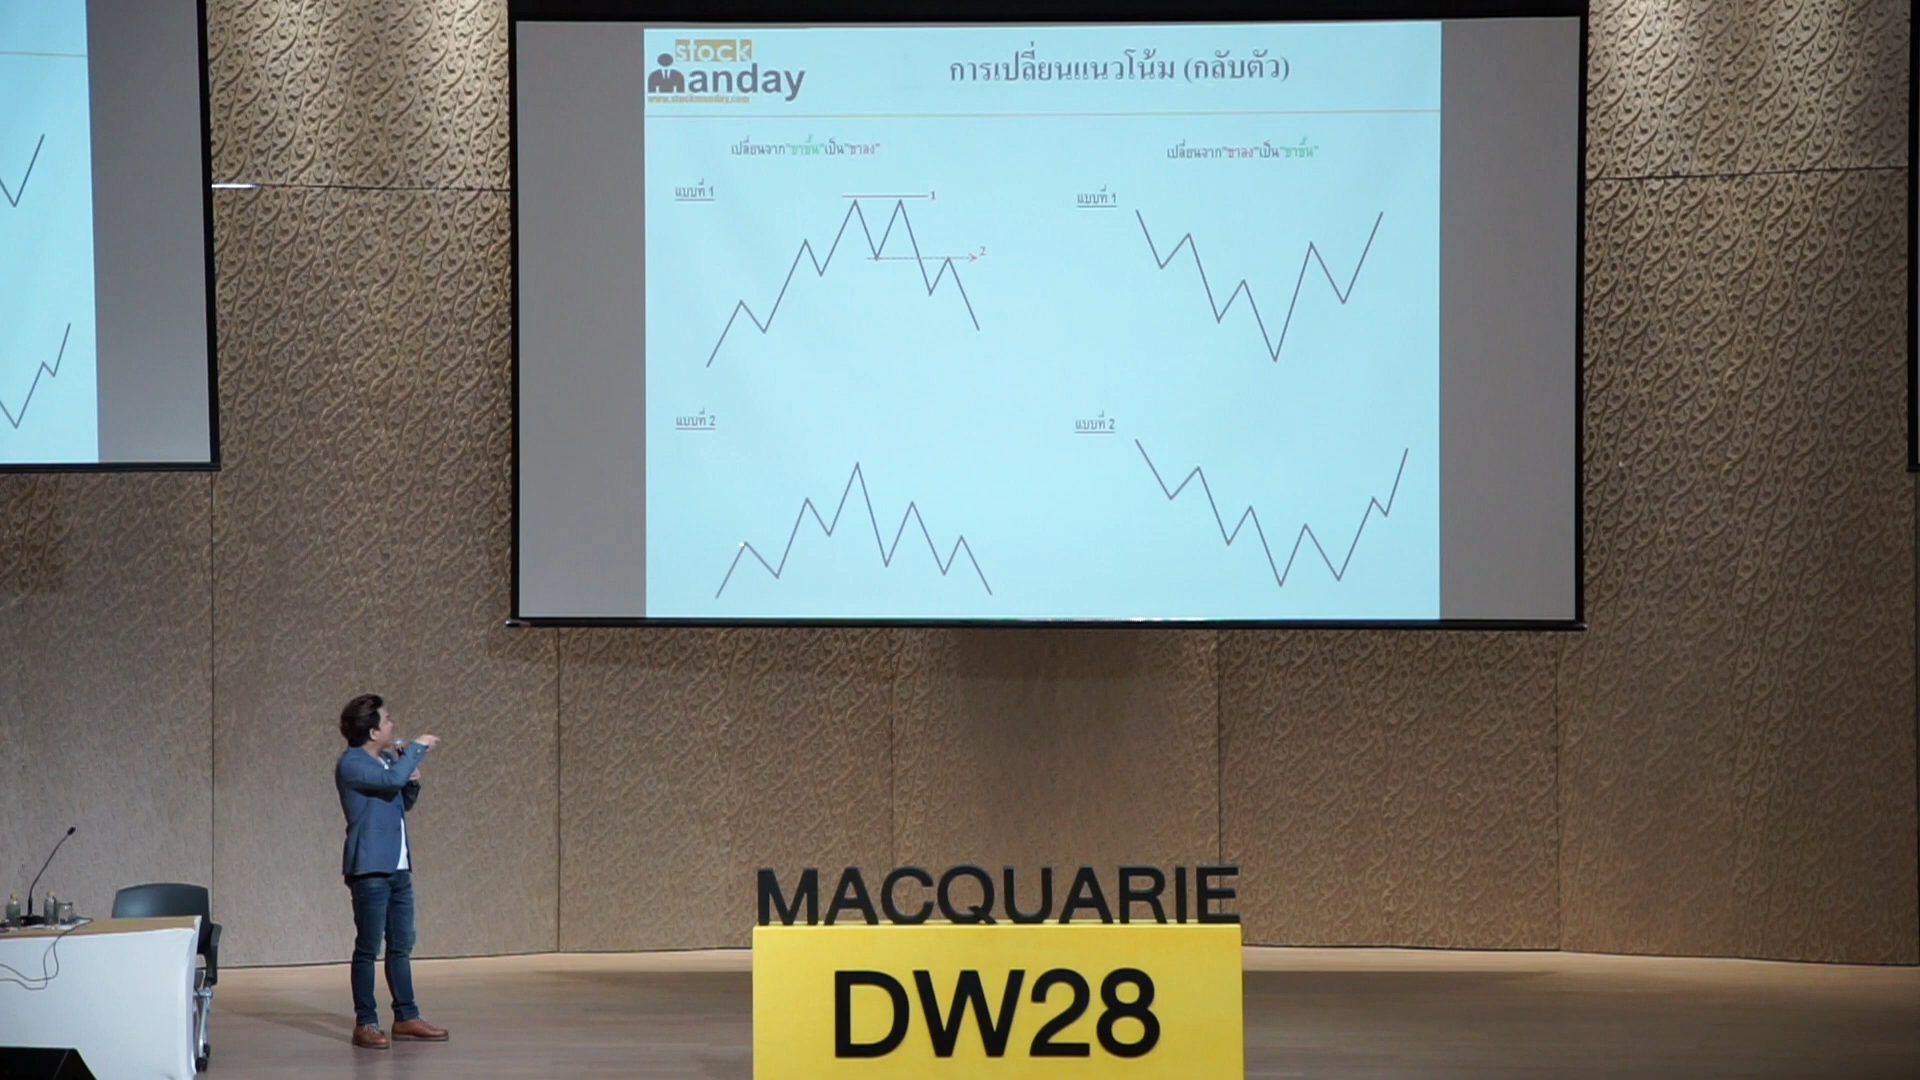 stock
manday
www.stockmanday.com
การเปลี่ยนแนวโน้ม (กลับตัว)
เปลี่ยนจาก"ขาขึ้น"เป็น"ขาลง"
เปลี่ยนจาก"ขาลง"เป็น"ขาขึ้น"
แบบที่ 1
1
2
แบบที่ 1
แบบที่ 2
แบบที่ 2
MACQUARIE
DW28